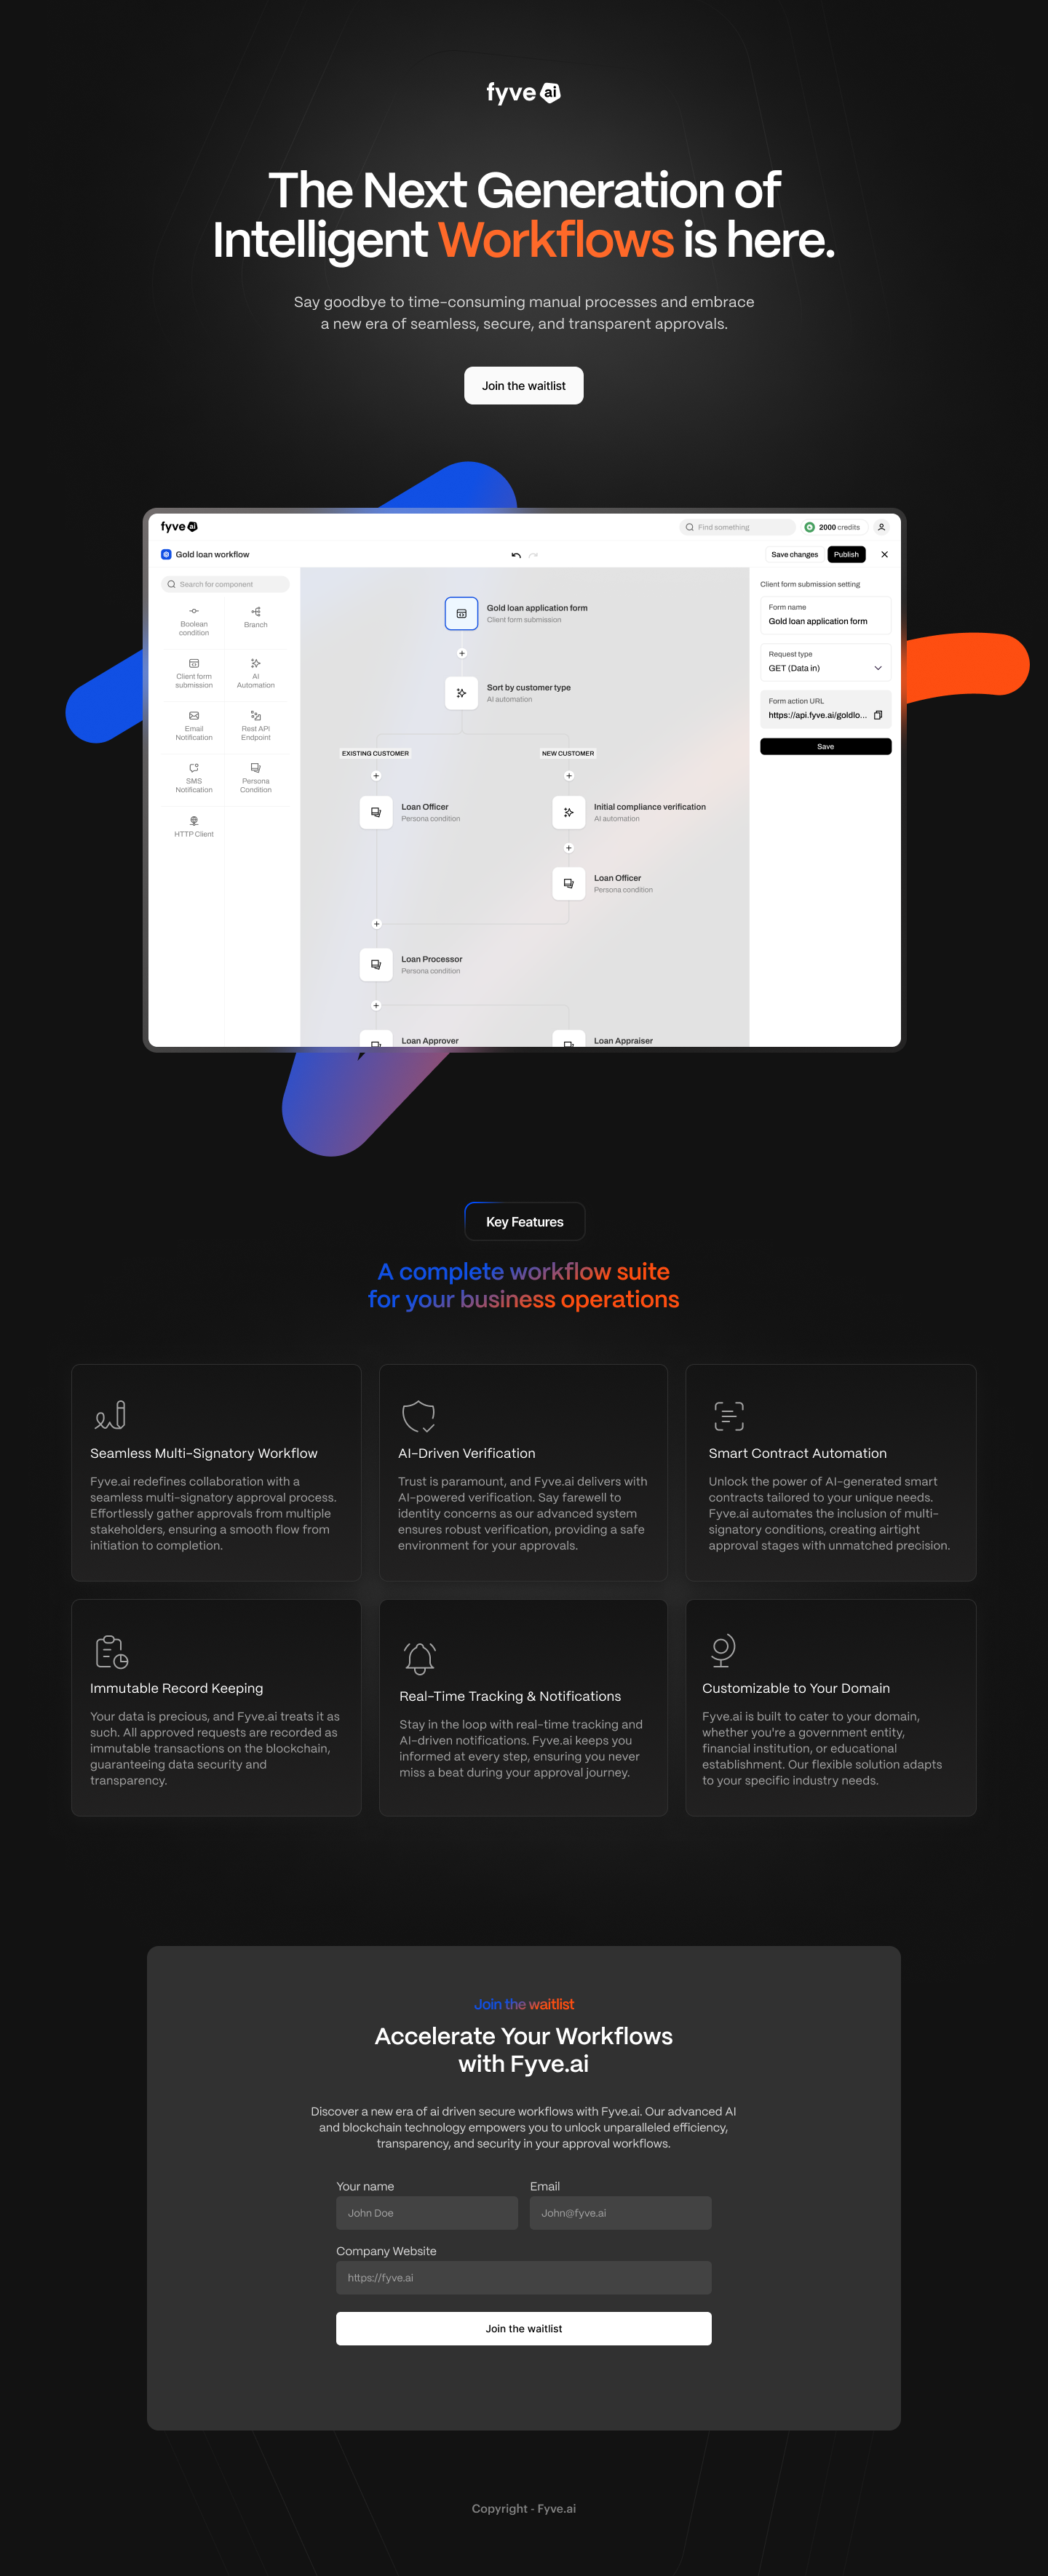 fyve ai
The Next Generation of
Intelligent Workflows is here.
Say goodbye to time-consuming manual processes and embrace
a new era of seamless, secure, and transparent approvals.
Join the waitlist
fyve ai
Find something
2000 credits
Gold loan workflow
Save changes
Publish
Search for component
Boolean
condition
Branch
Client form
submission
AI
Automation
Email
Notification
Rest API
Endpoint
SMS
Notification
Persona
Condition
HTTP Client
Gold loan application form
Client form submission
Sort by customer type
AI automation
EXISTING CUSTOMER
NEW CUSTOMER
Loan Officer
Persona condition
Initial compliance verification
AI automation
Loan Officer
Persona condition
Loan Processor
Persona condition
Loan Approver
Loan Appraiser
Client form submission setting
Form name
Gold loan application form
Request type
GET (Data in)
Form action URL
https://api.fyve.ai/goldlo...
Save
Key Features
A complete workflow suite
for your business operations
Seamless Multi-Signatory Workflow
Fyve.ai redefines collaboration with a
seamless multi-signatory approval process.
Effortlessly gather approvals from multiple
stakeholders, ensuring a smooth flow from
initiation to completion.
AI-Driven Verification
Trust is paramount, and Fyve.ai delivers with
AI-powered verification. Say farewell to
identity concerns as our advanced system
ensures robust verification, providing a safe
environment for your approvals.
Smart Contract Automation
Unlock the power of AI-generated smart
contracts tailored to your unique needs.
Fyve.ai automates the inclusion of multi-
signatory conditions, creating airtight
approval stages with unmatched precision.
Immutable Record Keeping
Your data is precious, and Fyve.ai treats it as
such. All approved requests are recorded as
immutable transactions on the blockchain,
guaranteeing data security and
transparency.
Real-Time Tracking & Notifications
Stay in the loop with real-time tracking and
AI-driven notifications. Fyve.ai keeps you
informed at every step, ensuring you never
miss a beat during your approval journey.
Customizable to Your Domain
Fyve.ai is built to cater to your domain,
whether you're a government entity,
financial institution, or educational
establishment. Our flexible solution adapts
to your specific industry needs.
Join the waitlist
Accelerate Your Workflows
with Fyve.ai
Discover a new era of ai driven secure workflows with Fyve.ai. Our advanced AI
and blockchain technology empowers you to unlock unparalleled efficiency,
transparency, and security in your approval workflows.
Your name
Email
John Doe
John@fyve.ai
Company Website
https://fyve.ai
Join the waitlist
Copyright - Fyve.ai